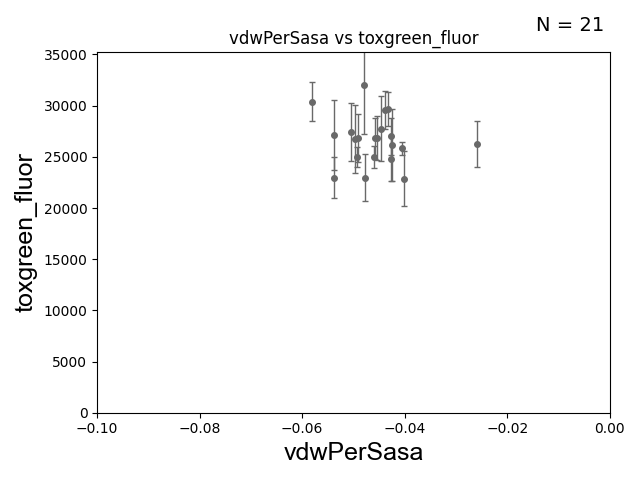 N = 21
vdwPerSasa vs toxgreen_fluor
35000
30000
25000
20000
15000
10000
5000
0
toxgreen_fluor
−0.10 −0.08 −0.06 −0.04 −0.02 0.00
vdwPerSasa